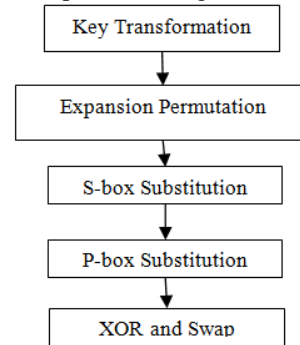 Key Transformation
Expansion Permutation
S-box Substitution
P-box Substitution
XOR and Swap